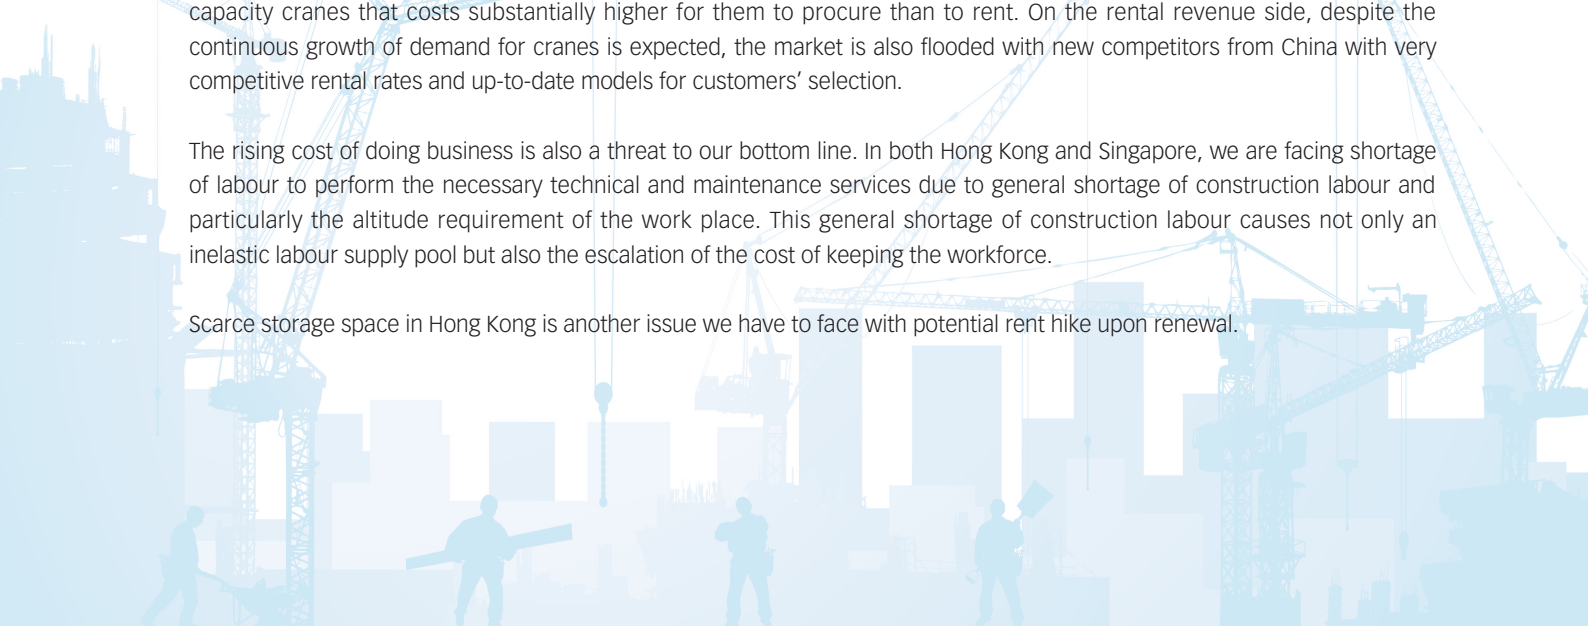 capacity cranes that costs substantially higher for them to procure than to rent. On the rental revenue side, despite the
continuous growth of demand for cranes is expected, the market is also flooded with new competitors from China with very
competitive rental rates and up-to-date models for customers’ selection.
The rising cost of doing business is also a threat to our bottom line. In both Hong Kong and Singapore, we are facing shortage
of labour to perform the necessary technical and maintenance services due to general shortage of construction labour and
particularly the altitude requirement of the work place. This general shortage of construction labour causes not only an
inelastic labour supply pool but also the escalation of the cost of keeping the workforce.
Scarce storage space in Hong Kong is another issue we have to face with potential rent hike upon renewal.